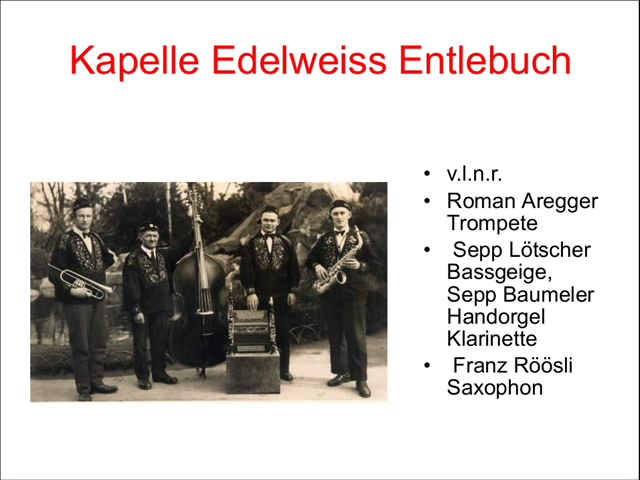 Kapelle Edelweiss Entlebuch
• v.l.n.r.
• Roman Aregger
Trompete
• Sepp Lötscher
Bassgeige,
Sepp Baumeler
Handorgel
Klarinette
• Franz Röösli
Saxophon